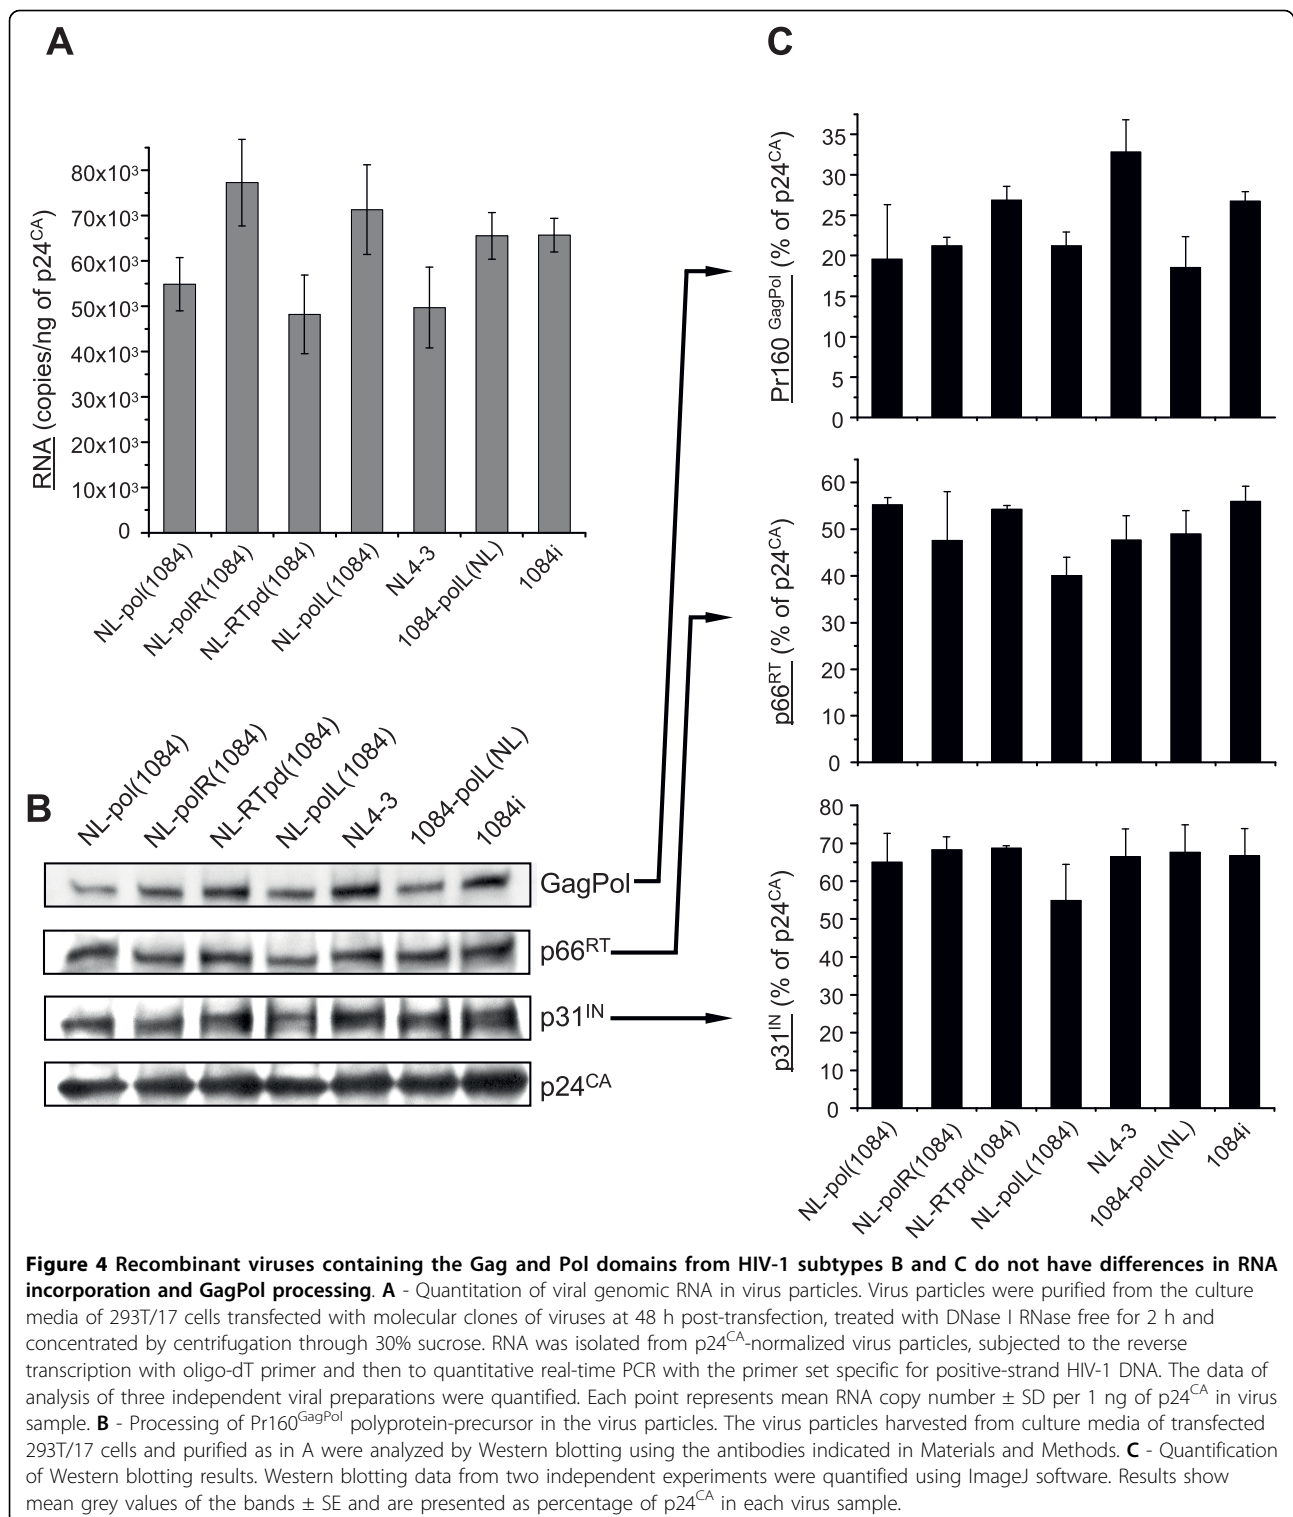 A
RNA (copies/ng of p24CA)
80x10³
70x10³
60x10³
50x10³
40x10³
30x10³
20x10³
10x10³
0
NL-pol(1084)
NL-polR(1084)
NL-RTpd(1084)
NL-polL(1084)
NL4-3
1084-polL(NL)
1084i
B
NL-pol(1084)
NL-polR(1084)
NL-RTpd(1084)
NL-polL(1084)
NL4-3
1084-polL(NL)
1084i
GagPol
p66RT
p31IN
p24CA
C
Pr160 GagPol (% of p24CA)
35
30
25
20
15
10
5
0
p66RT (% of p24CA)
60
50
40
30
20
10
0
p31IN (% of p24CA)
80
70
60
50
40
30
20
10
0
NL-pol(1084)
NL-polR(1084)
NL-RTpd(1084)
NL-polL(1084)
NL4-3
1084-polL(NL)
1084i
Figure 4 Recombinant viruses containing the Gag and Pol domains from HIV-1 subtypes B and C do not have differences in RNA
incorporation and GagPol processing. A - Quantitation of viral genomic RNA in virus particles. Virus particles were purified from the culture
media of 293T/17 cells transfected with molecular clones of viruses at 48 h post-transfection, treated with DNase I RNase free for 2 h and
concentrated by centrifugation through 30% sucrose. RNA was isolated from p24CA-normalized virus particles, subjected to the reverse
transcription with oligo-dT primer and then to quantitative real-time PCR with the primer set specific for positive-strand HIV-1 DNA. The data of
analysis of three independent viral preparations were quantified. Each point represents mean RNA copy number ± SD per 1 ng of p24CA in virus
sample. B - Processing of Pr160GagPol polyprotein-precursor in the virus particles. The virus particles harvested from culture media of transfected
293T/17 cells and purified as in A were analyzed by Western blotting using the antibodies indicated in Materials and Methods. C - Quantification
of Western blotting results. Western blotting data from two independent experiments were quantified using ImageJ software. Results show
mean grey values of the bands ± SE and are presented as percentage of p24CA in each virus sample.